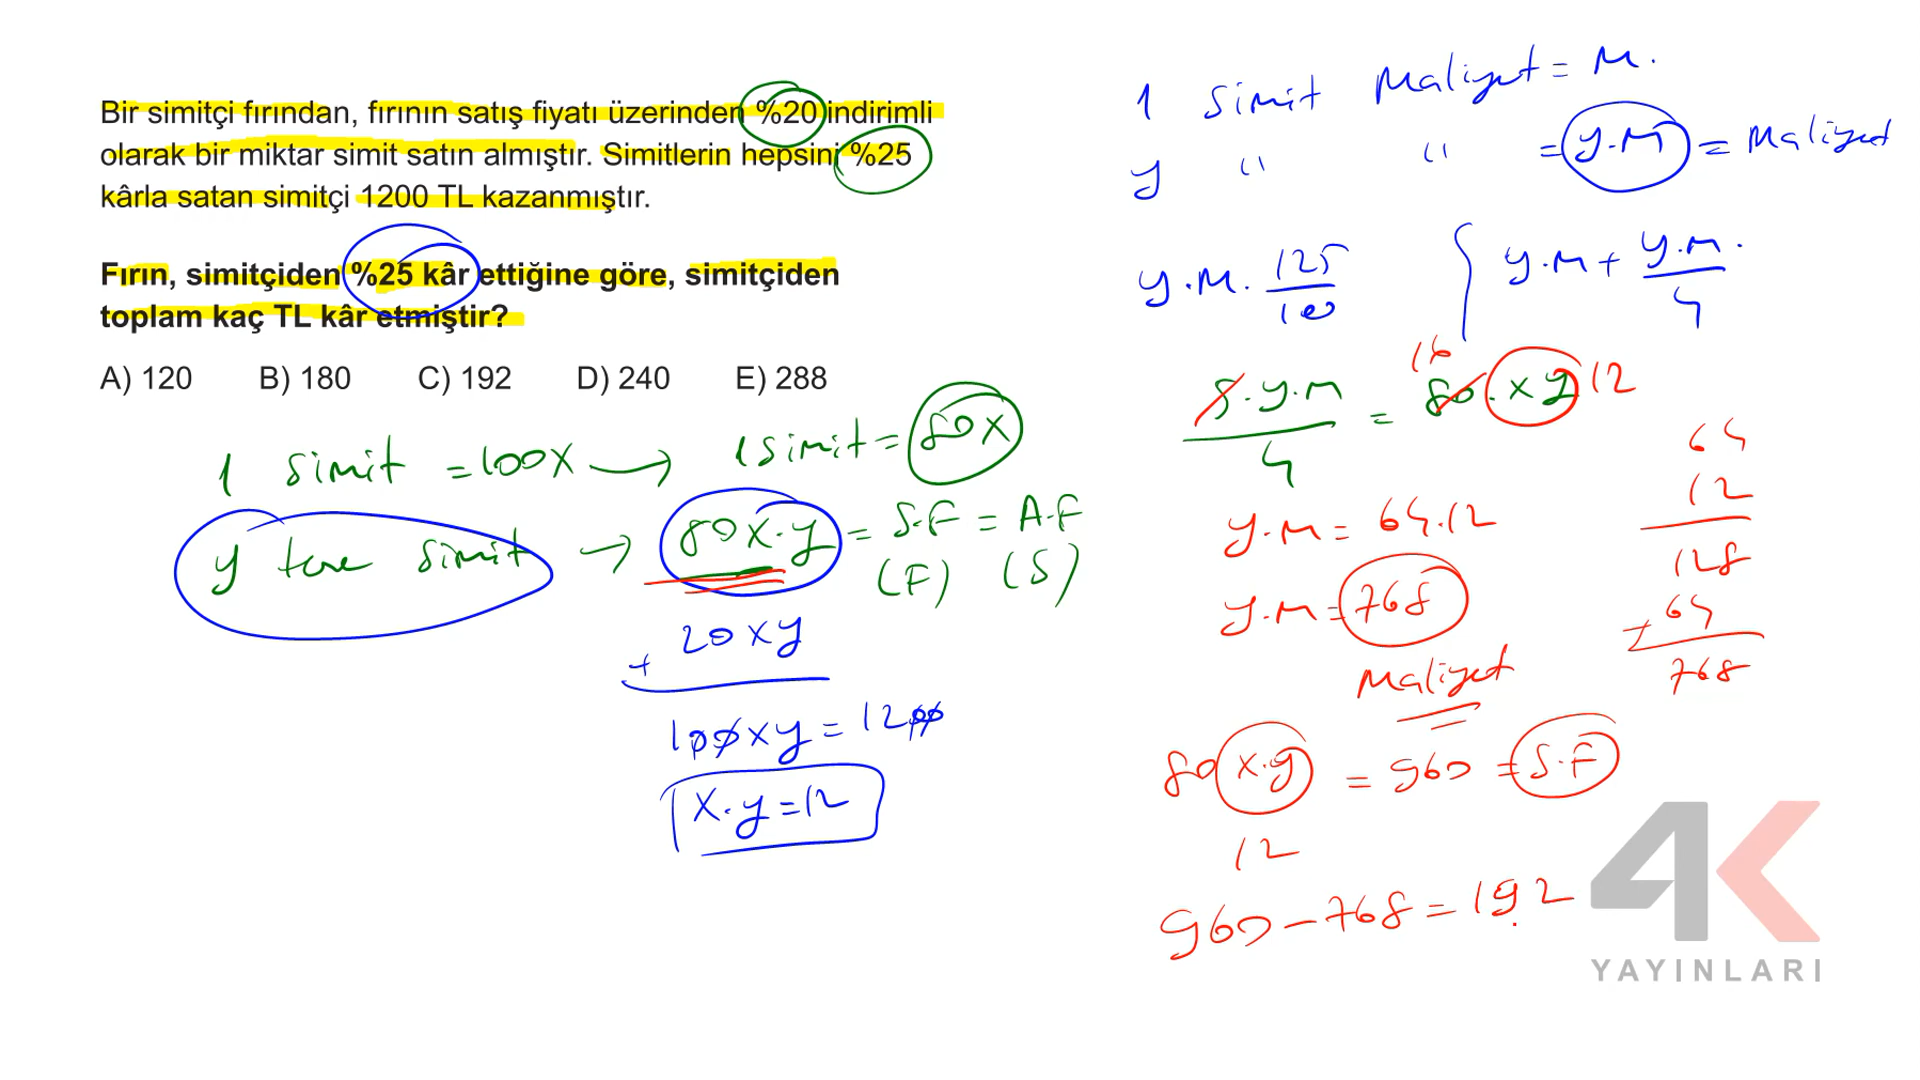 Bir simitçi fırından, fırının satış fiyatı üzerinden %20 indirimli
olarak bir miktar simit satın almıştır. Simitlerin hepsini %25
kârla satan simitçi 1200 TL kazanmıştır.
Fırın, simitçiden %25 kâr ettiğine göre, simitçiden
toplam kaç TL kâr etmiştir?
A) 120 B) 180 C) 192 D) 240 E) 288
1 simit = 100x → 1 simit = 80x
y tane simit → 80x.y = S.F = A.F
(F) (S)
+ 20xy
100xy = 1200
x.y = 12
1 simit Maliyet = M.
y " " = y.M = Maliyet
y.M. 125/100 y.M + y.M./4
5.y.M/4 = 80.xy 12
16
y.M = 64.12
y.M = 768
Maliyet
64
12
128
+ 64
768
80 x.y = 960 = S.F
12
960 - 768 = 192
4K
YAYINLARI